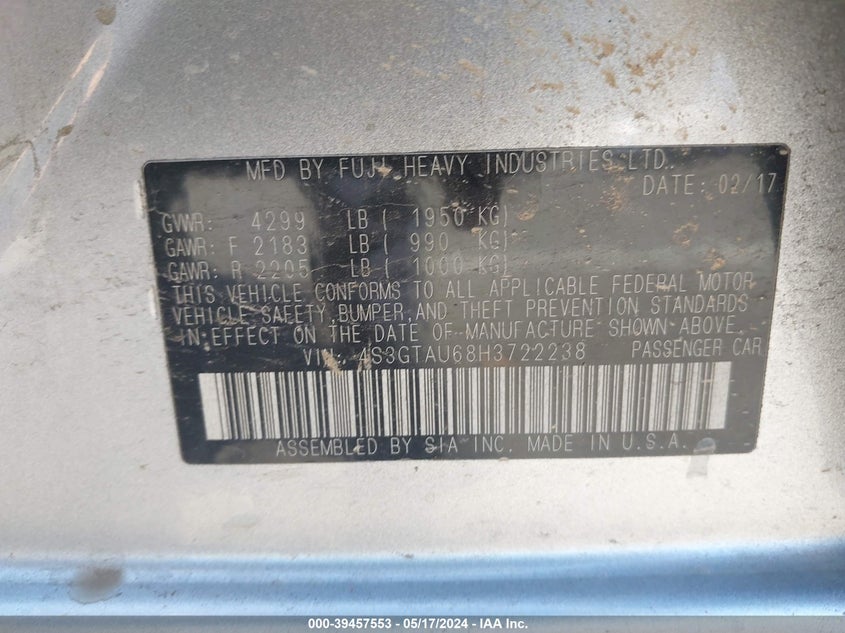 MFD BY FUJI HEAVY INDUSTRIES LTD.
DATE: 02/17
GVWR: 4299 LB ( 1950 KG)
GAWR: F 2183 LB ( 990 KG)
GAWR: R 2205 LB ( 1000 KG)
THIS VEHICLE CONFORMS TO ALL APPLICABLE FEDERAL MOTOR
VEHICLE SAFETY, BUMPER, AND THEFT PREVENTION STANDARDS
IN EFFECT ON THE DATE OF MANUFACTURE SHOWN ABOVE.
VIN: 4S3GTAU68H3722238 PASSENGER CAR
ASSEMBLED BY SIA INC. MADE IN U.S.A.
000-39457553 - 05/17/2024 - IAA Inc.